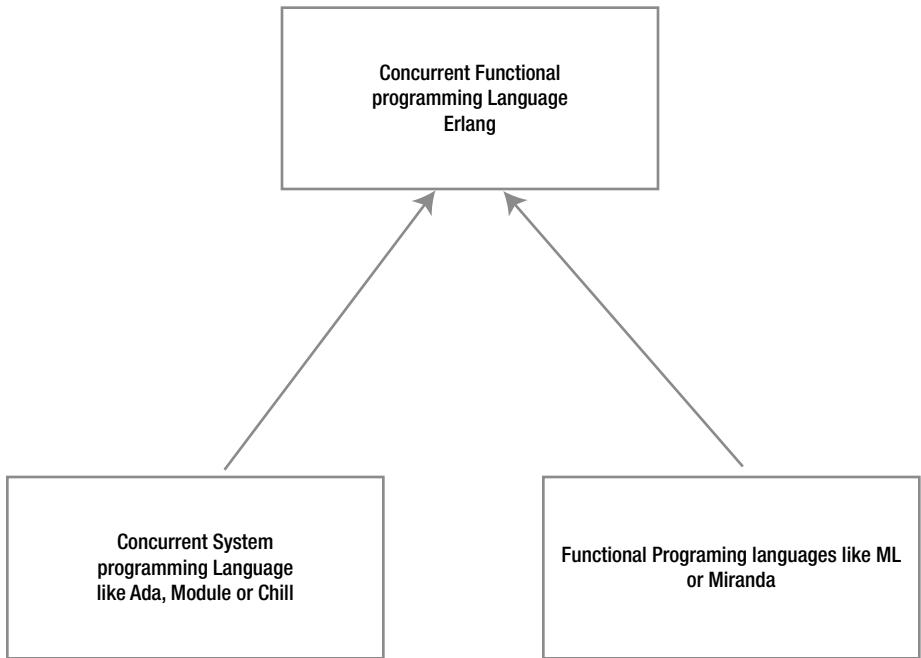 Concurrent Functional
programming Language
Erlang
Concurrent System
programming Language
like Ada, Module or Chill
Functional Programing languages like ML
or Miranda